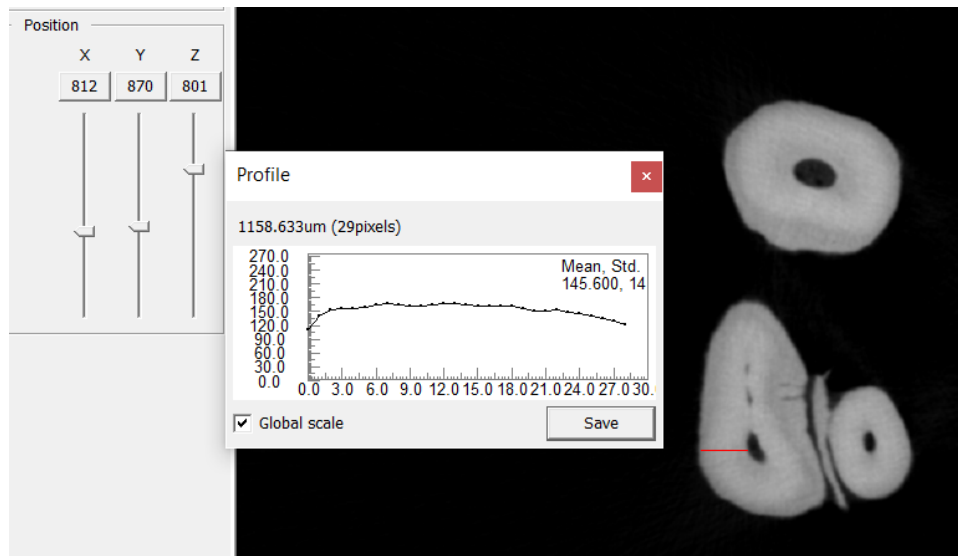 Position
X Y Z
812 870 801
Profile
×
1158.633um (29pixels)
270.0
240.0
210.0
180.0
150.0
120.0
90.0
60.0
30.0
0.0
Mean, Std.
145.600, 14
0.0 3.0 6.0 9.0 12.0 15.0 18.0 21.0 24.0 27.0 30.
Global scale
Save